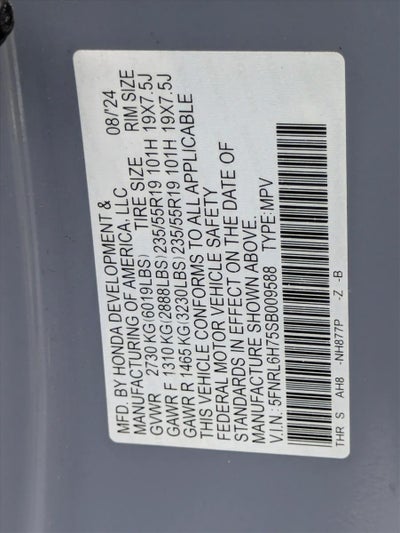 MFD. BY HONDA DEVELOPMENT &
MANUFACTURING OF AMERICA, LLC 08/'24
TIRE SIZE RIM SIZE
GVWR 2730 KG(6019LBS)
GAWR F 1310 KG(2888LBS)235/55R19 101H 19X7.5J
GAWR R 1465 KG(3230LBS)235/55R19 101H 19X7.5J
THIS VEHICLE CONFORMS TO ALL APPLICABLE
FEDERAL MOTOR VEHICLE SAFETY
STANDARDS IN EFFECT ON THE DATE OF
MANUFACTURE SHOWN ABOVE.
V.I.N.: 5FNRL6H75SB009588 TYPE:MPV
THR S AH8 -NH877P -Z -B